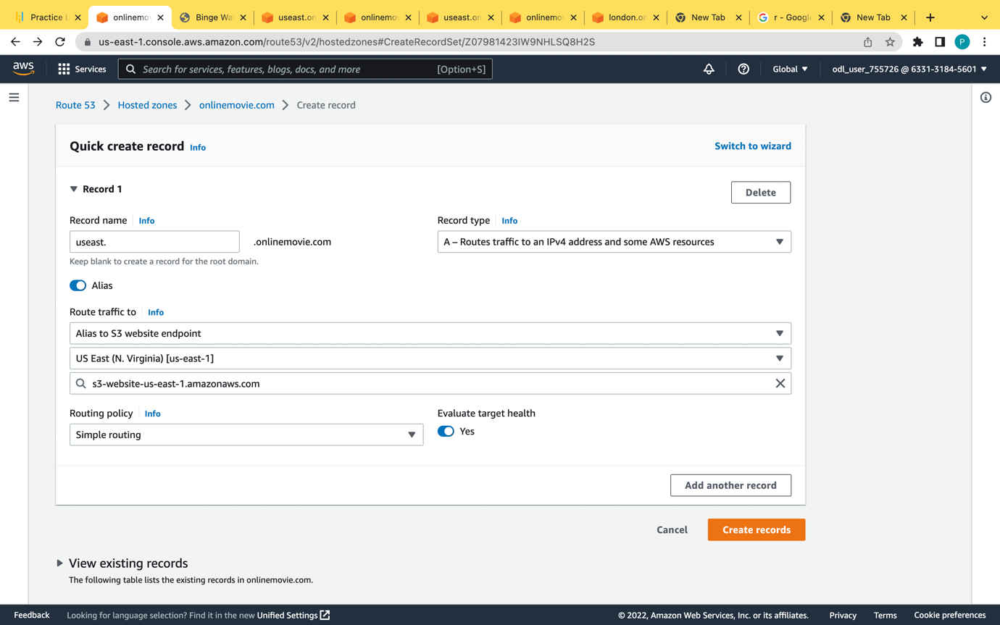 Practice L
onlinemov
Binge Wat
useast.on
onlinemov
useast.on
onlinemov
london.on
New Tab
r - Google
New Tab
us-east-1.console.aws.amazon.com/route53/v2/hostedzones#CreateRecordSet/Z07981423IW9NHLSQ8H2S
P
aws
Services
Search for services, features, blogs, docs, and more
[Option+S]
Global
odl_user_755726 @ 6331-3184-5601
Route 53 > Hosted zones > onlinemovie.com > Create record
Quick create record Info
Switch to wizard
Record 1
Delete
Record name Info
useast.
.onlinemovie.com
Keep blank to create a record for the root domain.
Record type Info
A – Routes traffic to an IPv4 address and some AWS resources
Alias
Route traffic to Info
Alias to S3 website endpoint
US East (N. Virginia) [us-east-1]
s3-website-us-east-1.amazonaws.com
Routing policy Info
Simple routing
Evaluate target health
Yes
Add another record
Cancel
Create records
View existing records
The following table lists the existing records in onlinemovie.com.
Feedback
Looking for language selection? Find it in the new Unified Settings
© 2022, Amazon Web Services, Inc. or its affiliates.
Privacy
Terms
Cookie preferences